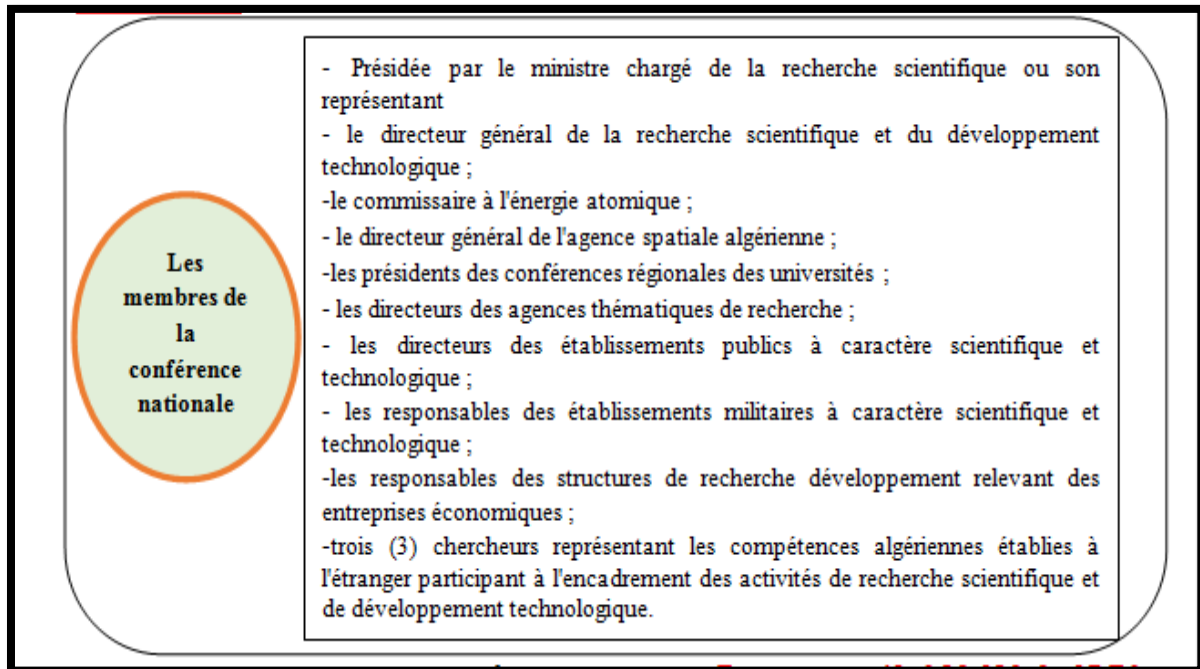 - Présidée par le ministre chargé de la recherche scientifique ou son
représentant
- le directeur général de la recherche scientifique et du développement
technologique ;
-le commissaire à l'énergie atomique ;
- le directeur général de l'agence spatiale algérienne ;
-les présidents des conférences régionales des universités ;
- les directeurs des agences thématiques de recherche ;
- les directeurs des établissements publics à caractère scientifique et
technologique ;
- les responsables des établissements militaires à caractère scientifique et
technologique ;
-les responsables des structures de recherche développement relevant des
entreprises économiques ;
-trois (3) chercheurs représentant les compétences algériennes établies à
l'étranger participant à l'encadrement des activités de recherche scientifique et
de développement technologique.
Les
membres de
la
conférence
nationale